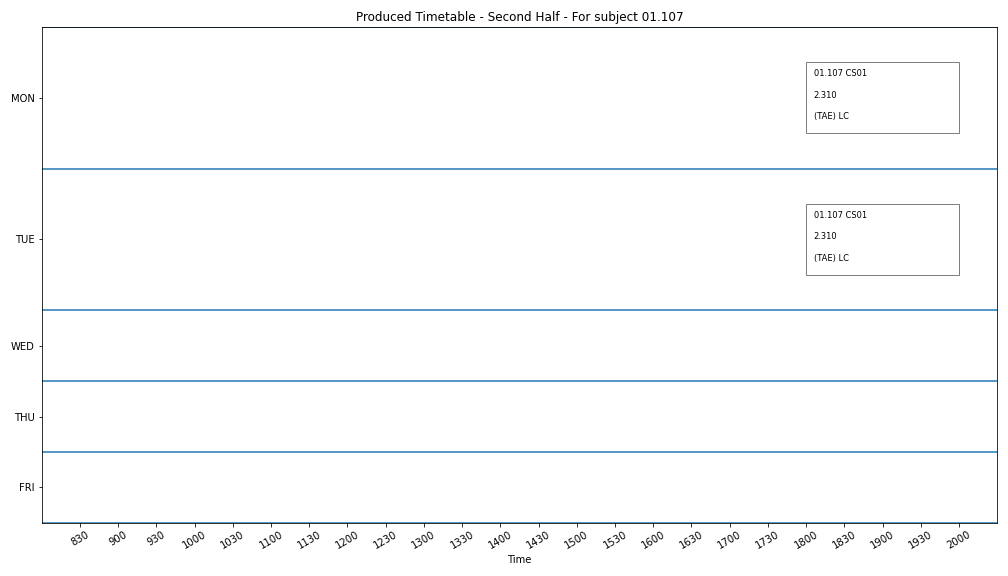 Produced Timetable - Second Half - For subject 01.107
MON
01.107 CS01
2.310
(TAE) LC
TUE
01.107 CS01
2.310
(TAE) LC
WED
THU
FRI
830 900 930 1000 1030 1100 1130 1200 1230 1300 1330 1400 1430 1500 1530 1600 1630 1700 1730 1800 1830 1900 1930 2000
Time